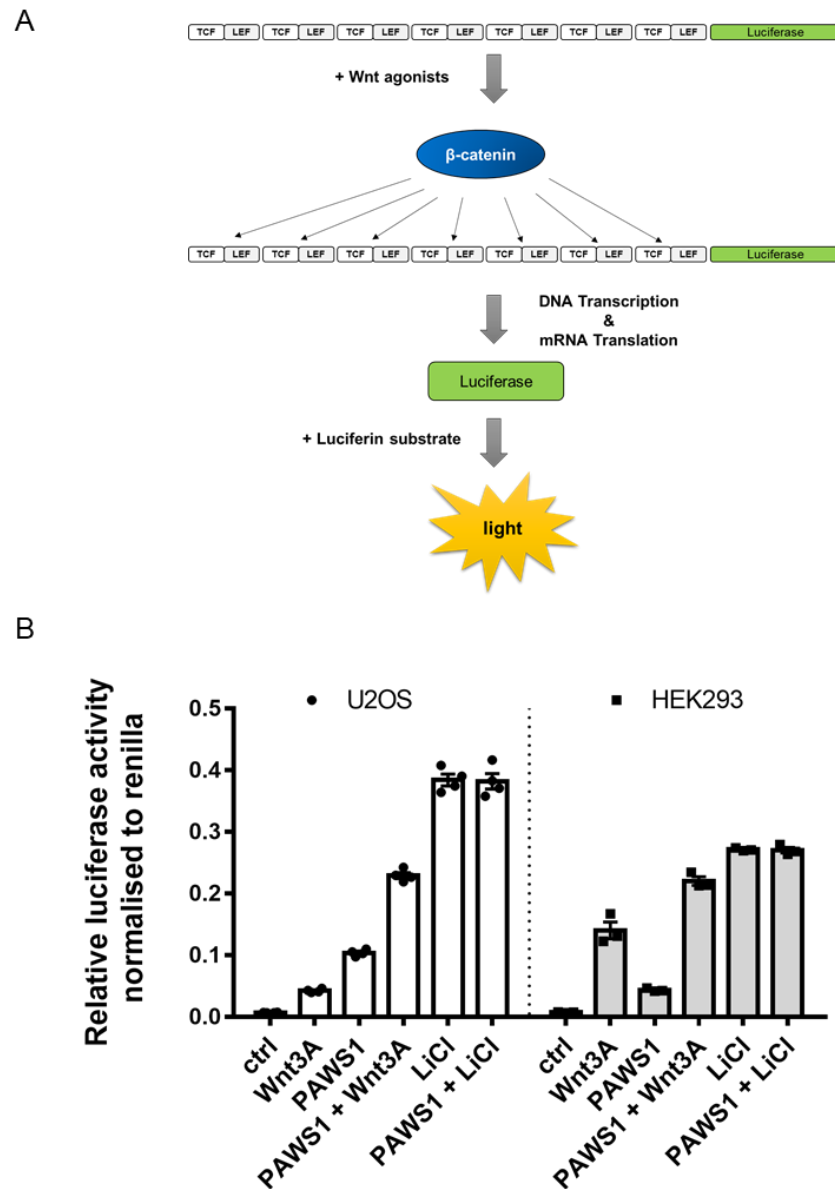 A
TCF LEF TCF LEF TCF LEF TCF LEF TCF LEF TCF LEF TCF LEF Luciferase
+ Wnt agonists
β-catenin
TCF LEF TCF LEF TCF LEF TCF LEF TCF LEF TCF LEF TCF LEF Luciferase
DNA Transcription
&
mRNA Translation
Luciferase
+ Luciferin substrate
light
B
Relative luciferase activity
normalised to renilla
U2OS HEK293
0.5
0.4
0.3
0.2
0.1
0.0
ctrl
Wnt3A
PAWS1
PAWS1 + Wnt3A
LiCl
PAWS1 + LiCl
ctrl
Wnt3A
PAWS1
PAWS1 + Wnt3A
LiCl
PAWS1 + LiCl